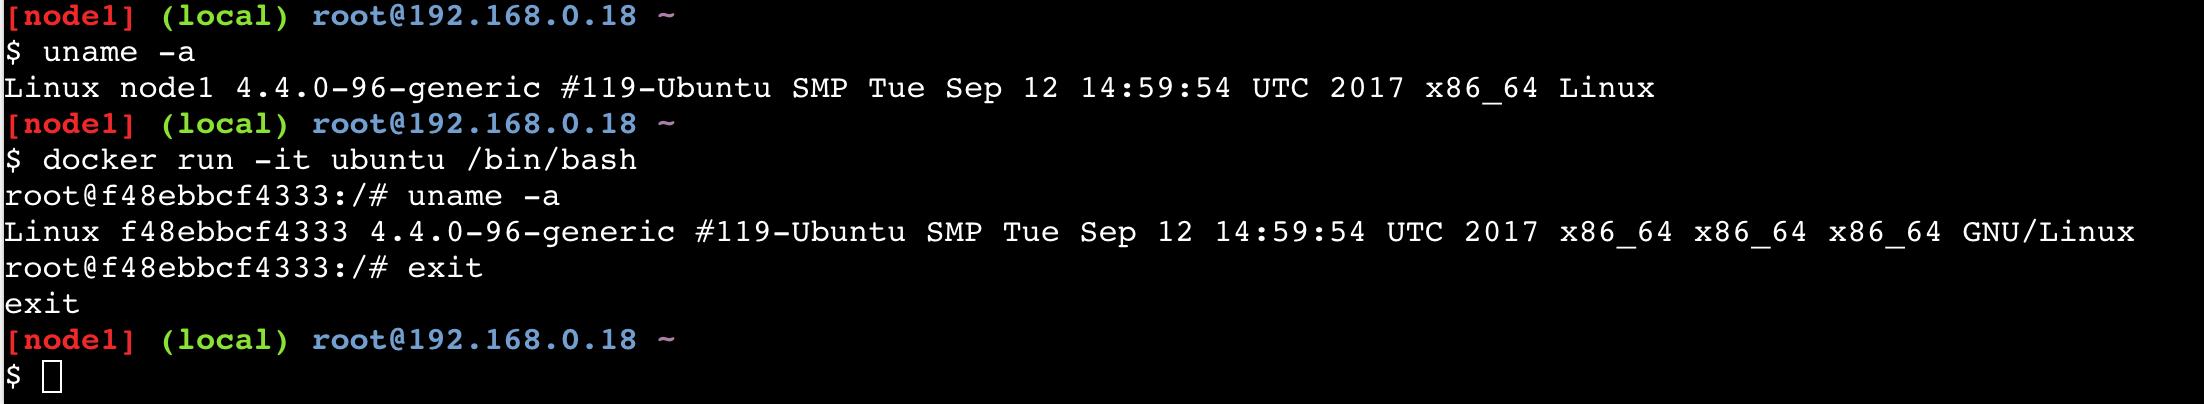 [node1] (local) root@192.168.0.18 ~
$ uname -a
Linux node1 4.4.0-96-generic #119-Ubuntu SMP Tue Sep 12 14:59:54 UTC 2017 x86_64 Linux
[node1] (local) root@192.168.0.18 ~
$ docker run -it ubuntu /bin/bash
root@f48ebbcf4333:/# uname -a
Linux f48ebbcf4333 4.4.0-96-generic #119-Ubuntu SMP Tue Sep 12 14:59:54 UTC 2017 x86_64 x86_64 x86_64 GNU/Linux
root@f48ebbcf4333:/# exit
exit
[node1] (local) root@192.168.0.18 ~
$